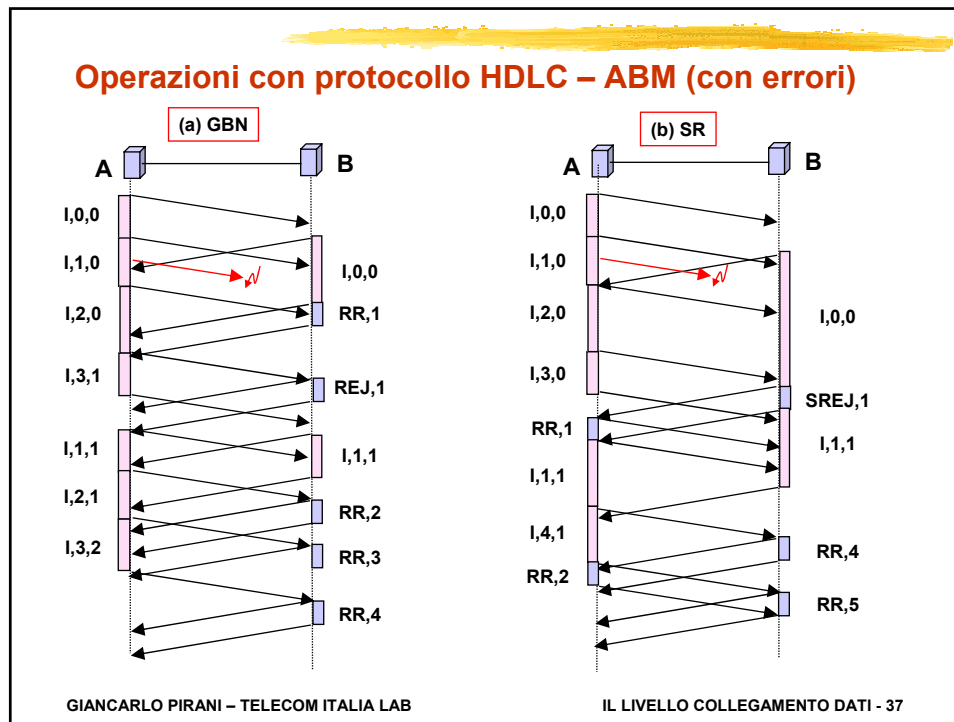 Operazioni con protocollo HDLC – ABM (con errori)
(a) GBN
A
B
I,0,0
I,1,0
I,2,0
I,3,1
I,1,1
I,2,1
I,3,2
I,0,0
RR,1
REJ,1
I,1,1
RR,2
RR,3
RR,4
(b) SR
A
B
I,0,0
I,1,0
I,2,0
I,3,0
RR,1
I,1,1
I,4,1
RR,2
I,0,0
SREJ,1
I,1,1
RR,4
RR,5
GIANCARLO PIRANI – TELECOM ITALIA LAB
IL LIVELLO COLLEGAMENTO DATI - 37